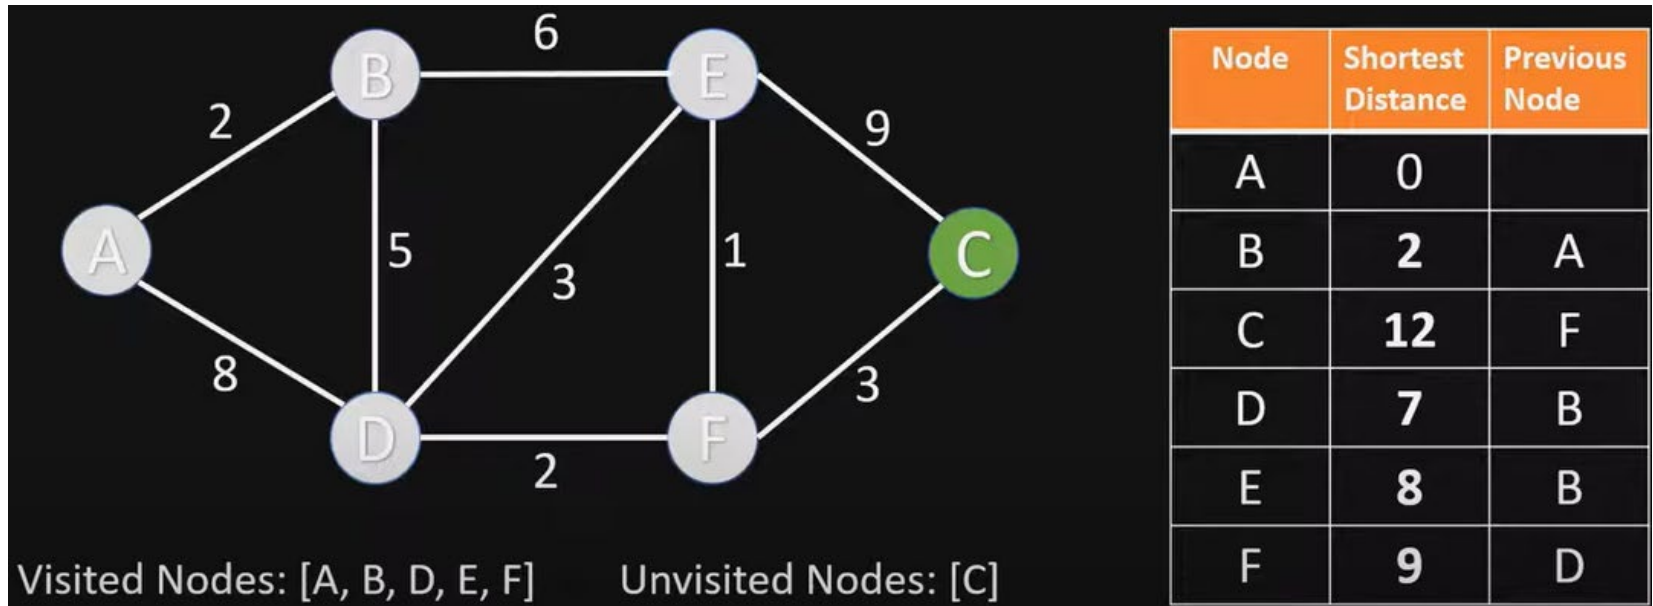 6
B
E
2
9
A
5
3
1
C
8
3
D
F
2
Visited Nodes: [A, B, D, E, F]
Unvisited Nodes: [C]
Node Shortest Distance Previous Node
A 0
B 2 A
C 12 F
D 7 B
E 8 B
F 9 D